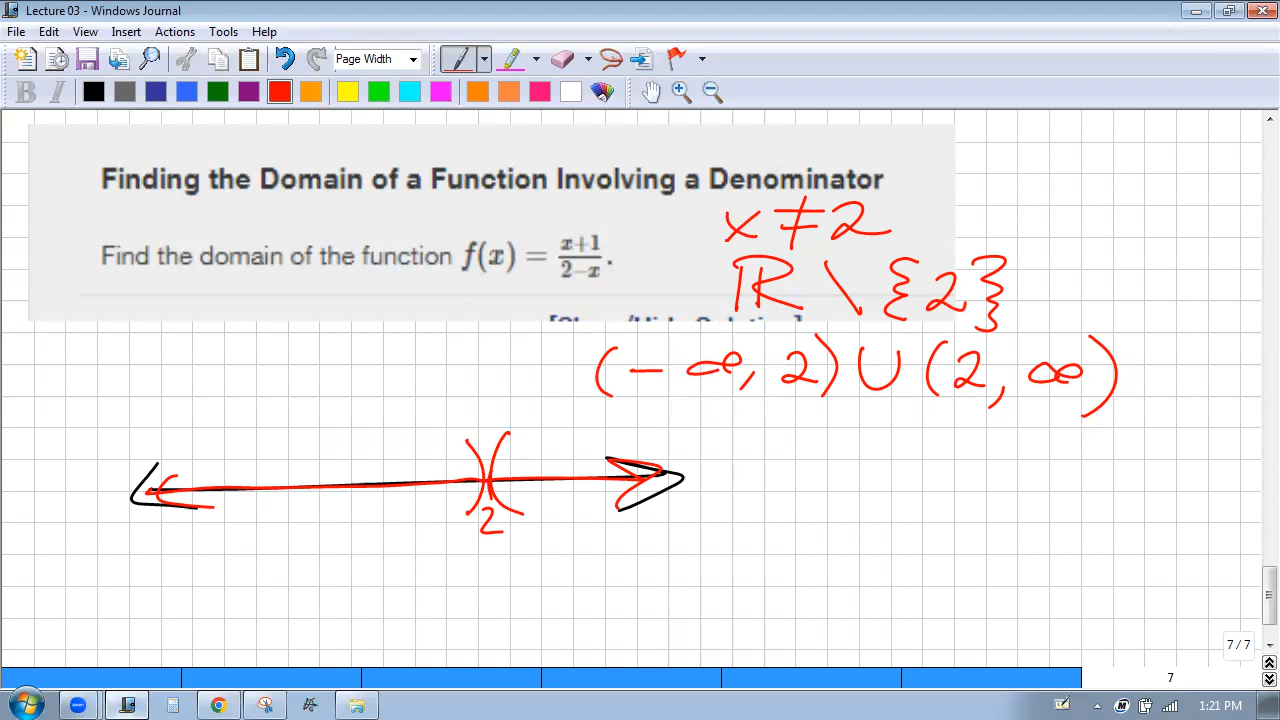 Lecture 03 - Windows Journal
File Edit View Insert Actions Tools Help
Page Width
B I
Finding the Domain of a Function Involving a Denominator
Find the domain of the function f(x) = \frac{x+1}{2-x}.
x ≠ 2
ℝ \ {2}
(-∞, 2) ∪ (2, ∞)
)(
2
7 / 7
7
1:21 PM